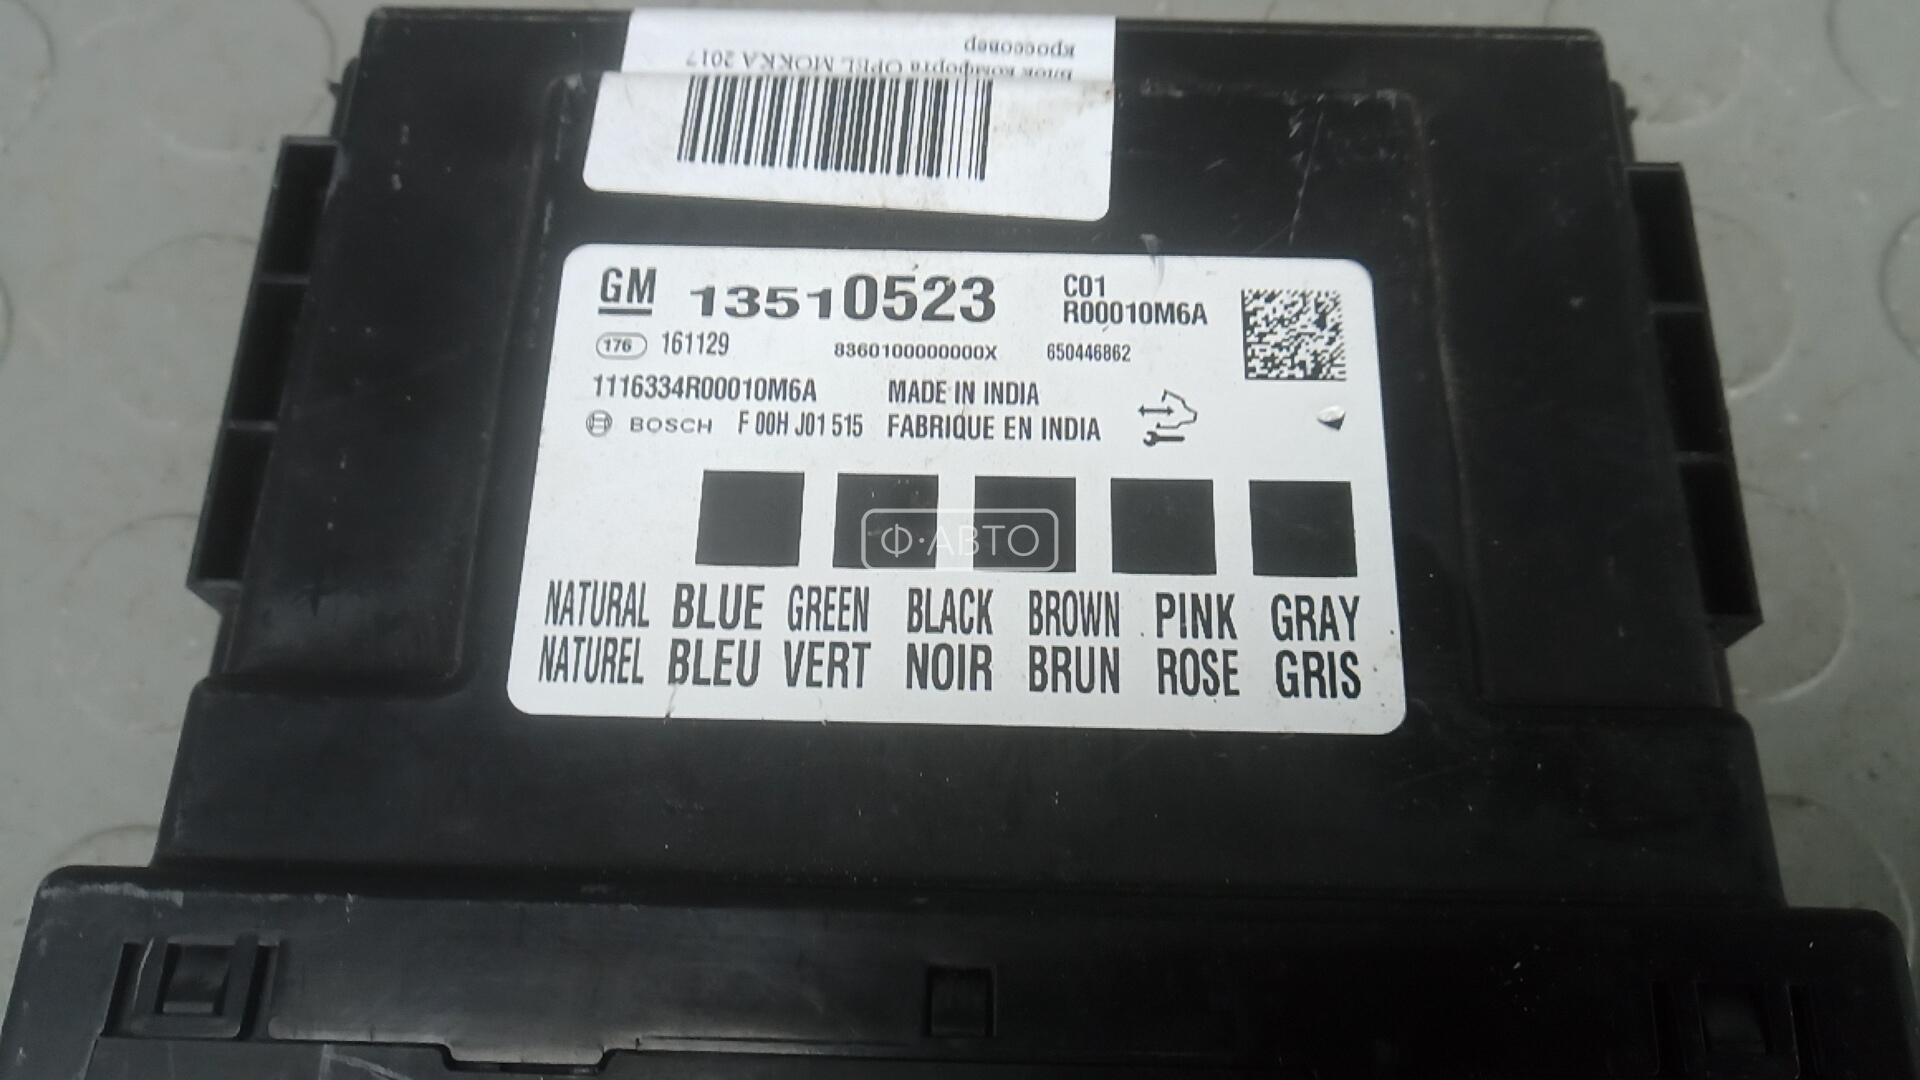 Блок комфорта OPEL MOKKA 2017
кроссовер
GM 13510523 C01
R00010M6A
176 161129 8360100000000X 650446862
1116334R00010M6A MADE IN INDIA
BOSCH F 00H J01 515 FABRIQUE EN INDIA
Ф·АВТО
NATURAL BLUE GREEN BLACK BROWN PINK GRAY
NATUREL BLEU VERT NOIR BRUN ROSE GRIS